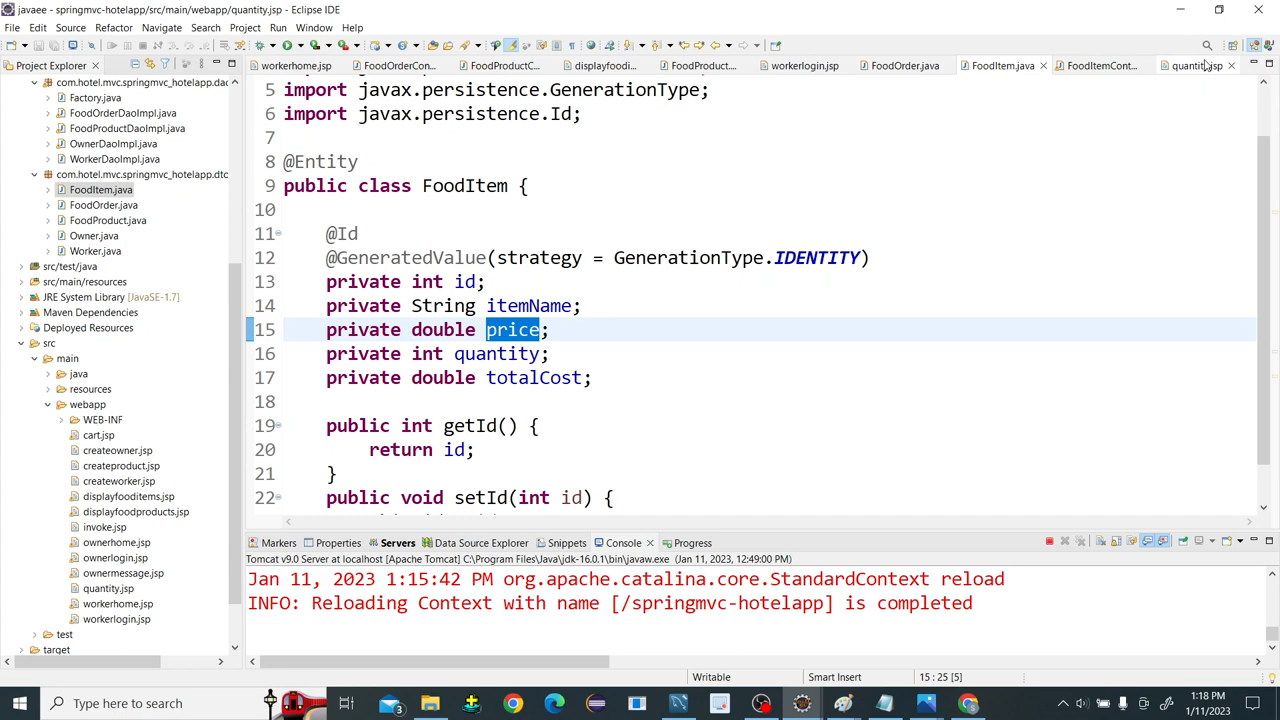 javaee - springmvc-hotelapp/src/main/webapp/quantity.jsp - Eclipse IDE
File Edit Source Refactor Navigate Search Project Run Window Help
Project Explorer
workerhome.jsp
FoodOrderCon...
FoodProductC...
displayfoodi...
FoodProduct....
workerlogin.jsp
FoodOrder.java
FoodItem.java
FoodItemCont...
quantity.jsp
com.hotel.mvc.springmvc_hotelapp.dac
Factory.java
FoodOrderDaoImpl.java
FoodProductDaoImpl.java
OwnerDaoImpl.java
WorkerDaoImpl.java
com.hotel.mvc.springmvc_hotelapp.dtc
FoodItem.java
FoodOrder.java
FoodProduct.java
Owner.java
Worker.java
src/test/java
src/main/resources
JRE System Library [JavaSE-1.7]
Maven Dependencies
Deployed Resources
src
main
java
resources
webapp
WEB-INF
cart.jsp
createowner.jsp
createproduct.jsp
createworker.jsp
displayfooditems.jsp
displayfoodproducts.jsp
invoke.jsp
ownerhome.jsp
ownerlogin.jsp
ownermessage.jsp
quantity.jsp
workerhome.jsp
workerlogin.jsp
test
target
5 import javax.persistence.GenerationType;
6 import javax.persistence.Id;
7
8 @Entity
9 public class FoodItem {
10
11 @Id
12 @GeneratedValue(strategy = GenerationType.IDENTITY)
13 private int id;
14 private String itemName;
15 private double price;
16 private int quantity;
17 private double totalCost;
18
19 public int getId() {
20 return id;
21 }
22 public void setId(int id) {
Markers Properties Servers Data Source Explorer Snippets Console Progress
Tomcat v9.0 Server at localhost [Apache Tomcat] C:\Program Files\Java\jdk-16.0.1\bin\javaw.exe (Jan 11, 2023, 12:49:00 PM)
Jan 11, 2023 1:15:42 PM org.apache.catalina.core.StandardContext reload
INFO: Reloading Context with name [/springmvc-hotelapp] is completed
Writable Smart Insert 15 : 25 [5]
Type here to search
3
1:18 PM
1/11/2023